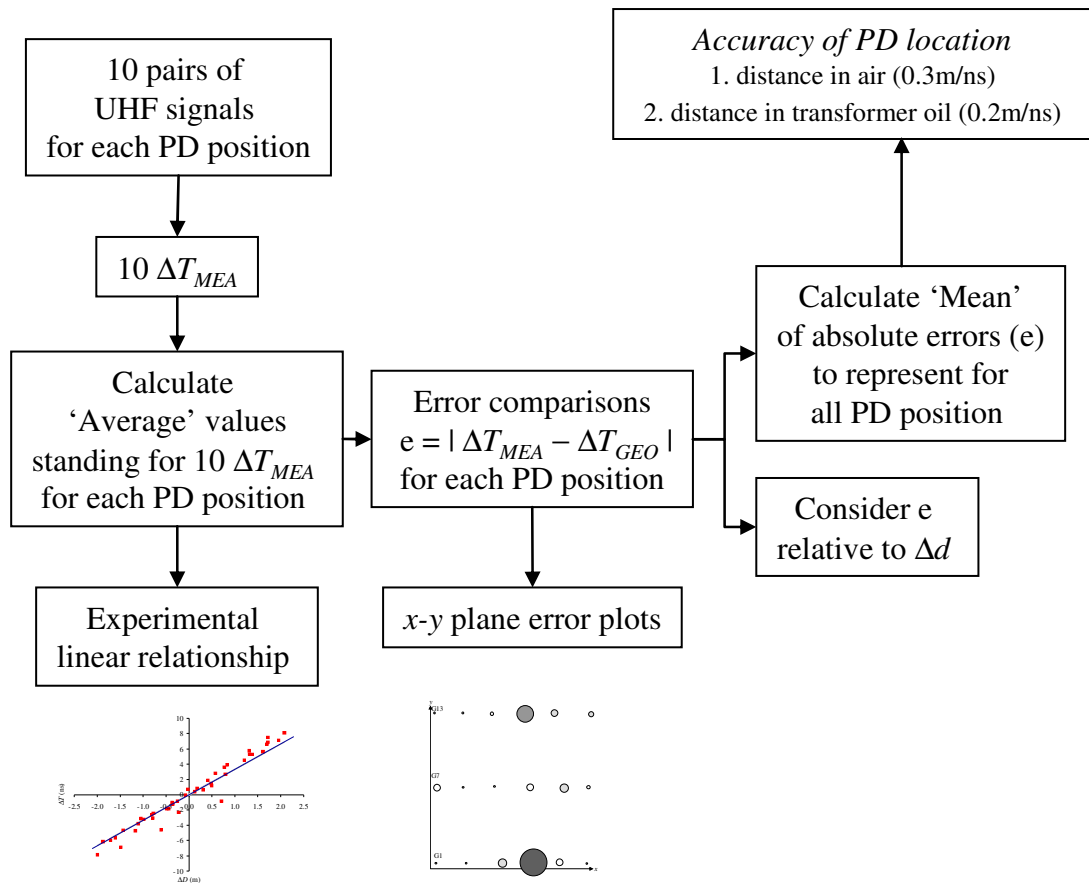 10 pairs of
UHF signals
for each PD position
10 ΔT_MEA
Calculate
‘Average’ values
standing for 10 ΔT_MEA
for each PD position
Experimental
linear relationship
Error comparisons
e = | ΔT_MEA − ΔT_GEO |
for each PD position
x-y plane error plots
Calculate ‘Mean’
of absolute errors (e)
to represent for
all PD position
Consider e
relative to Δd
Accuracy of PD location
1. distance in air (0.3m/ns)
2. distance in transformer oil (0.2m/ns)
ΔT (ns)
10
8
6
4
2
0
-2
-4
-6
-8
-10
-2.5 -2.0 -1.5 -1.0 -0.5 0.0 0.5 1.0 1.5 2.0 2.5
ΔD (m)
y
G13
G7
G1
x